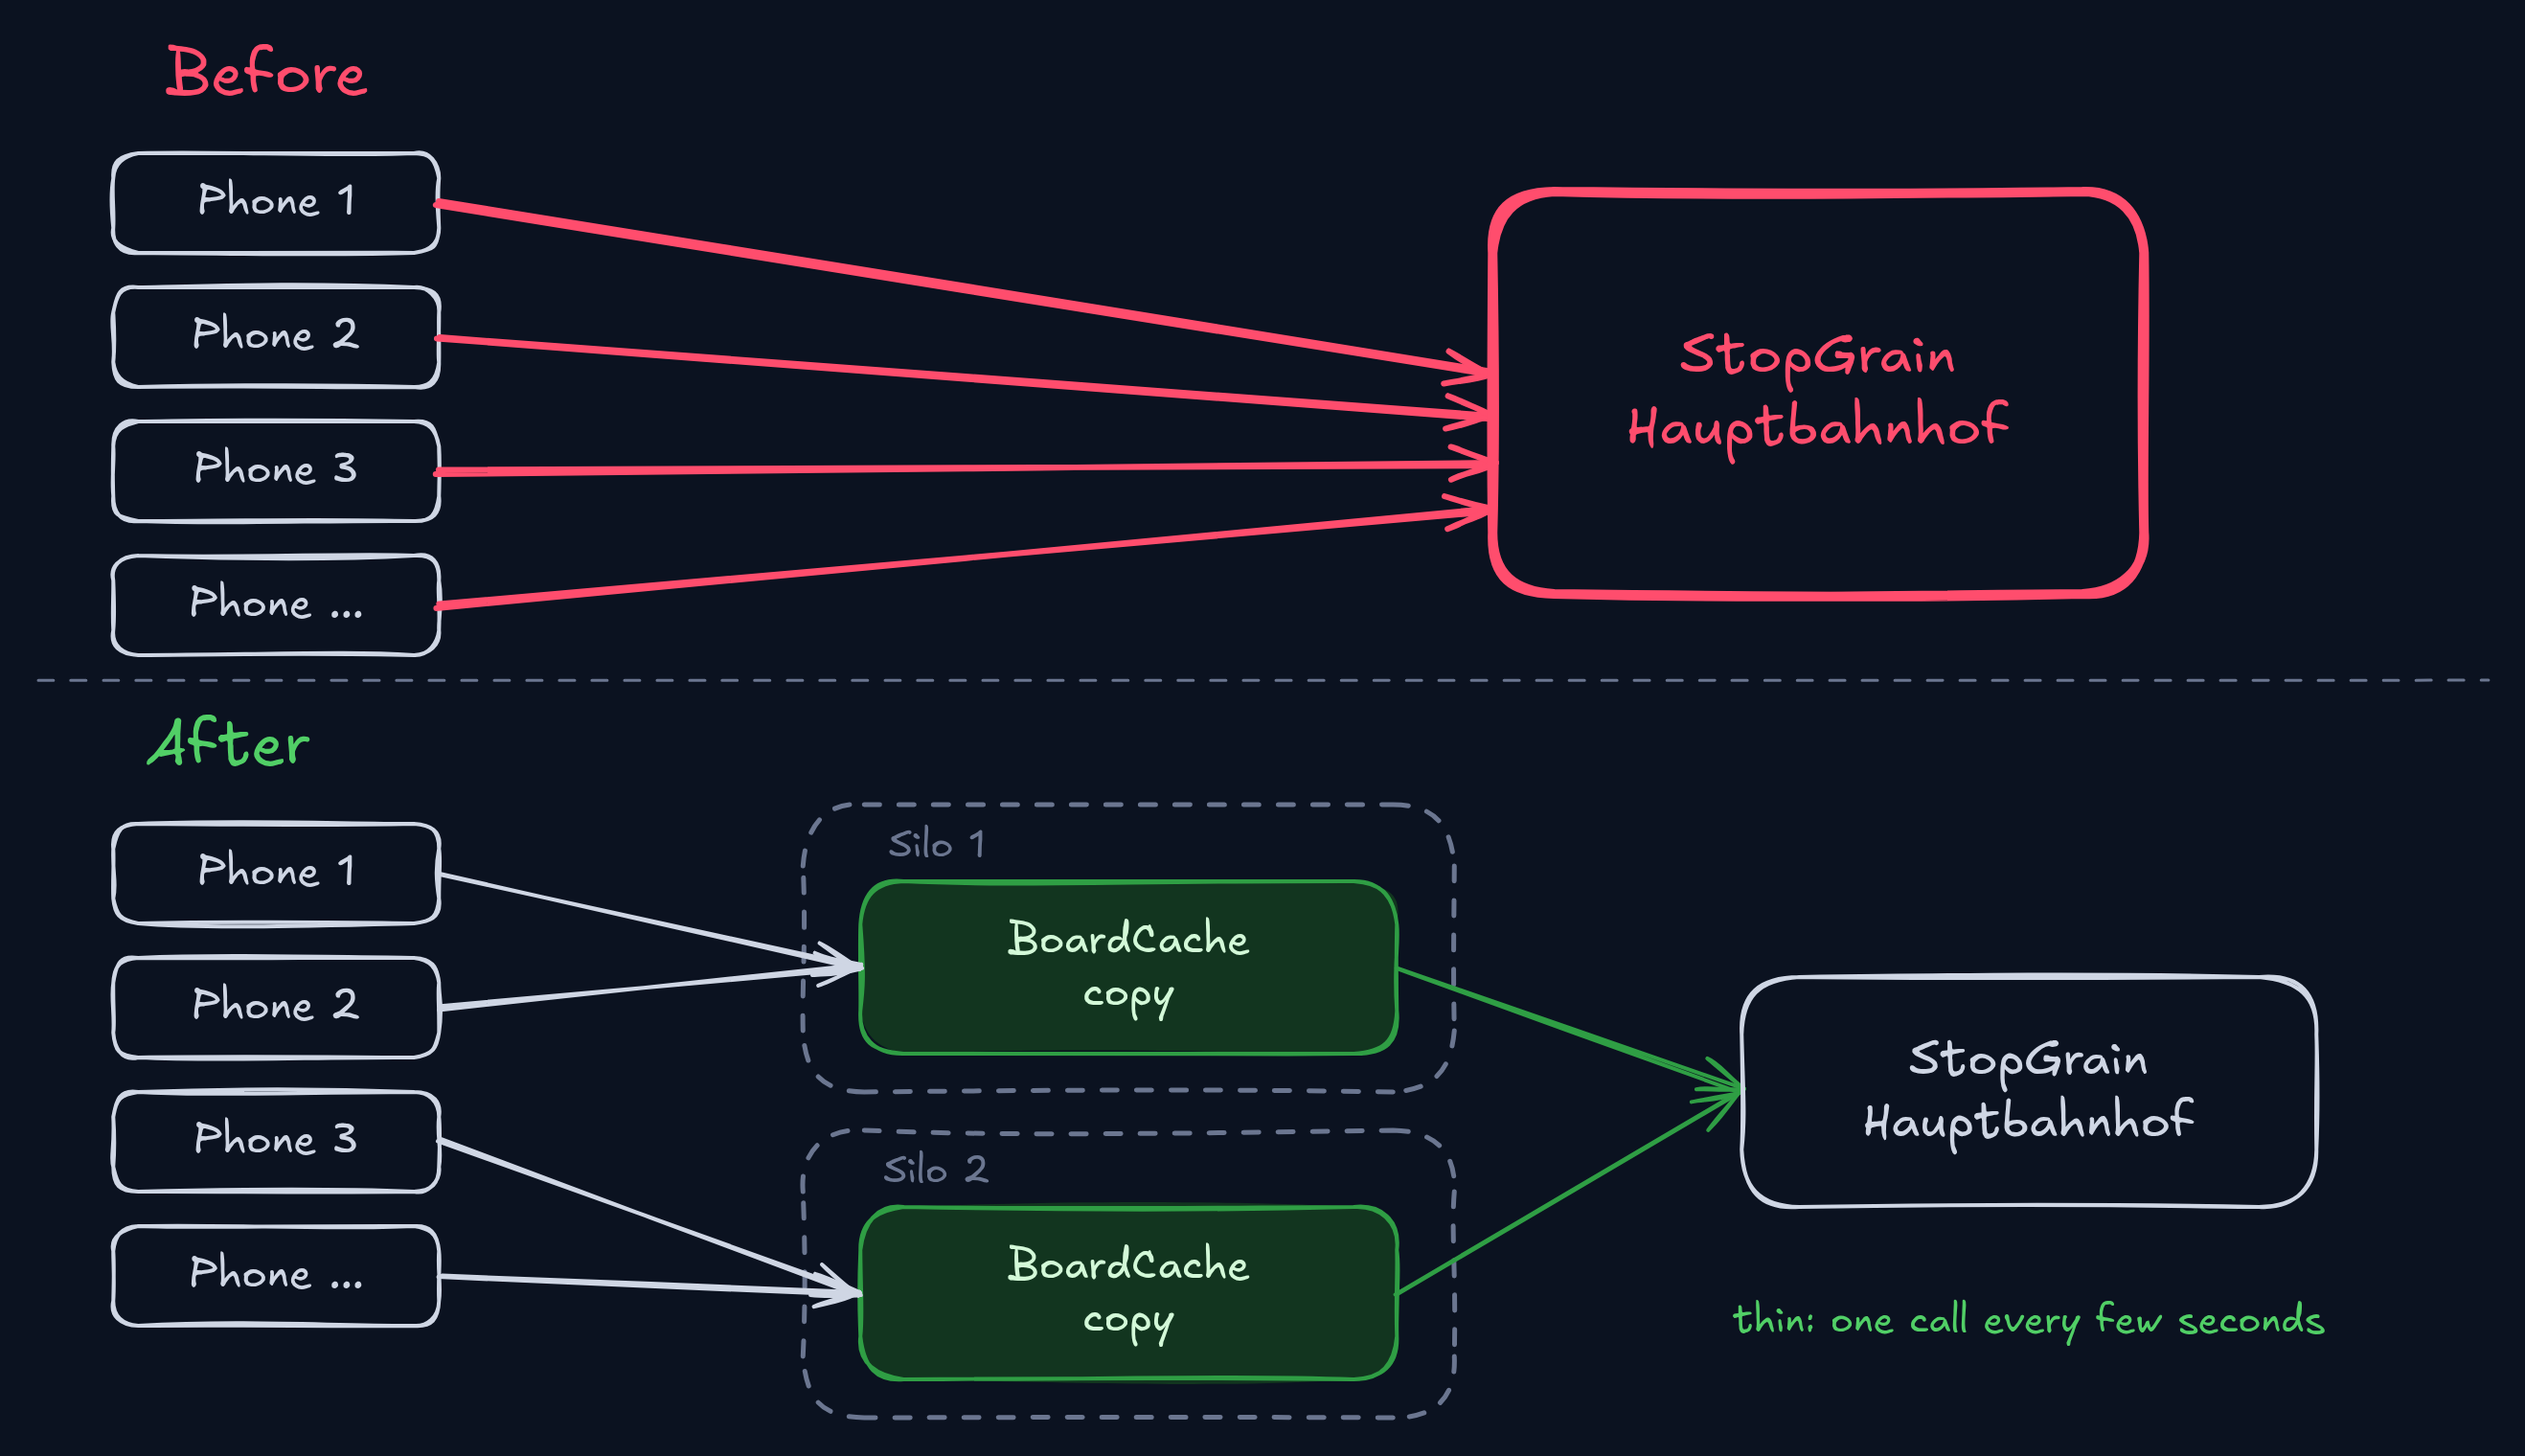 Before
Phone 1
Phone 2
Phone 3
Phone ...
StopGrain
Hauptbahnhof
After
Phone 1
Phone 2
Phone 3
Phone ...
Silo 1
BoardCache
copy
Silo 2
BoardCache
copy
StopGrain
Hauptbahnhof
thin: one call every few seconds